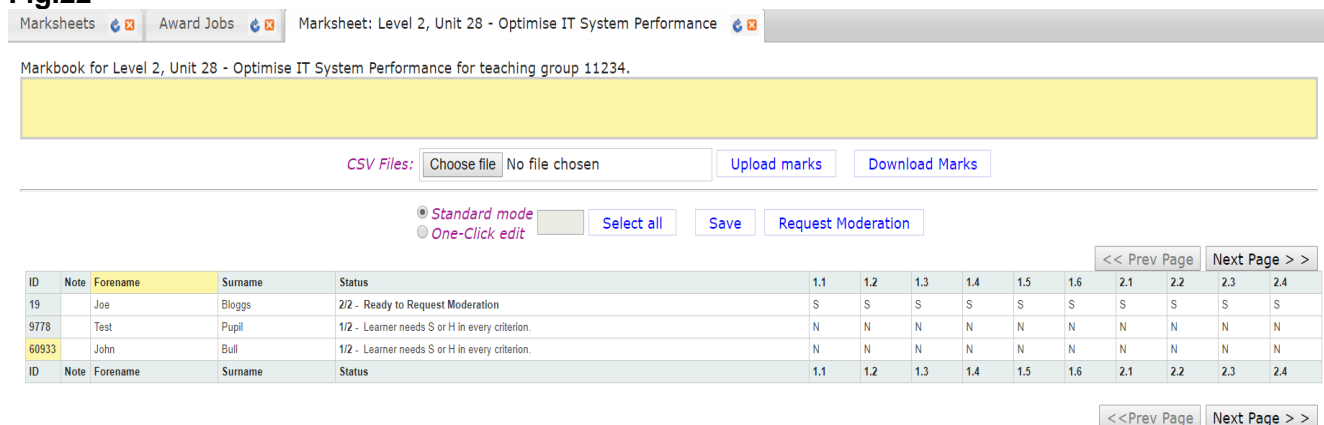 Fig.22
Marksheets Award Jobs Marksheet: Level 2, Unit 28 - Optimise IT System Performance
Markbook for Level 2, Unit 28 - Optimise IT System Performance for teaching group 11234.
CSV Files: Choose file No file chosen Upload marks Download Marks
Standard mode
One-Click edit
Select all Save Request Moderation
<< Prev Page Next Page > >
ID Note Forename Surname Status 1.1 1.2 1.3 1.4 1.5 1.6 2.1 2.2 2.3 2.4
19 Joe Bloggs 2/2 - Ready to Request Moderation S S S S S S S S S S
9778 Test Pupil 1/2 - Learner needs S or H in every criterion. N N N N N N N N N N
60933 John Bull 1/2 - Learner needs S or H in every criterion. N N N N N N N N N N
ID Note Forename Surname Status 1.1 1.2 1.3 1.4 1.5 1.6 2.1 2.2 2.3 2.4
<<Prev Page Next Page > >